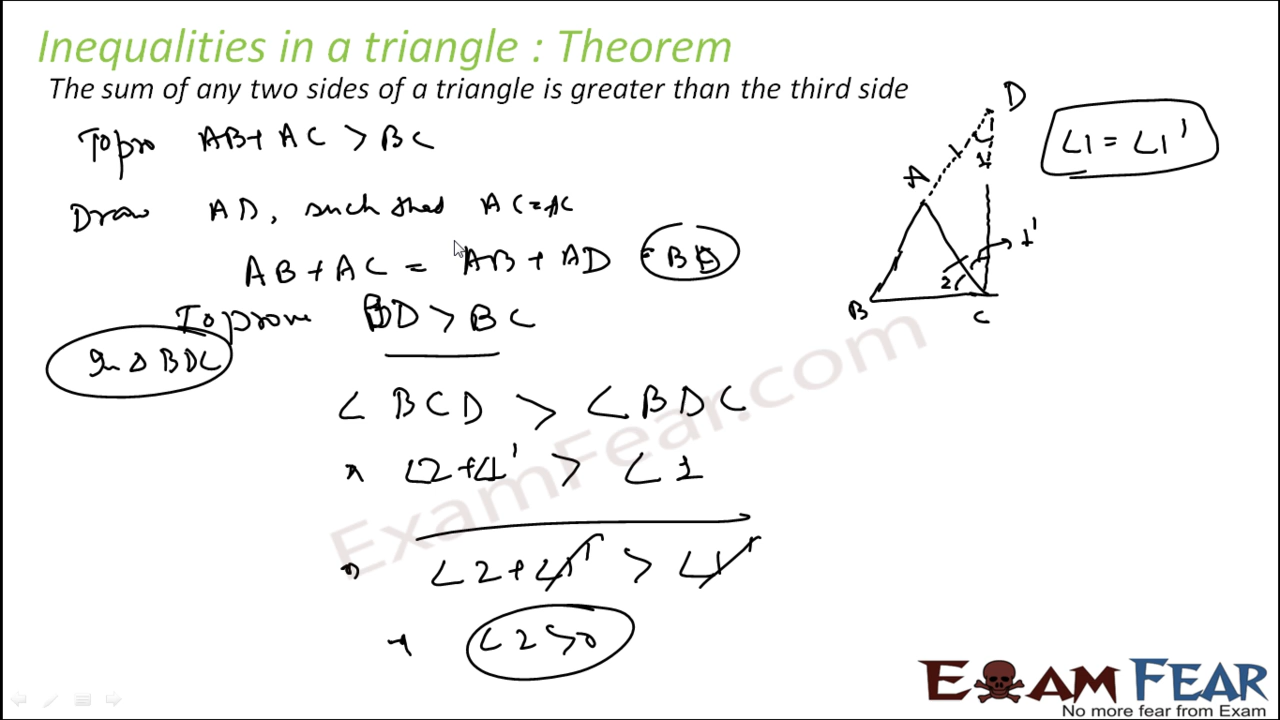 Inequalities in a triangle : Theorem
The sum of any two sides of a triangle is greater than the third side
To pro AB+ AC > BC
Draw AD, such that AC = AC
AB + AC = AB + AD = BD
To prove BD > BC
In Δ BDC
∠ BCD > ∠ BDC
∠2 + ∠1' > ∠1
∠2 + ∠1' > ∠1'
∠2 > 0
D
∠1 = ∠1'
1
A
1'
2
B
C
ExamFear.com
EXAM FEAR
No more fear from Exam